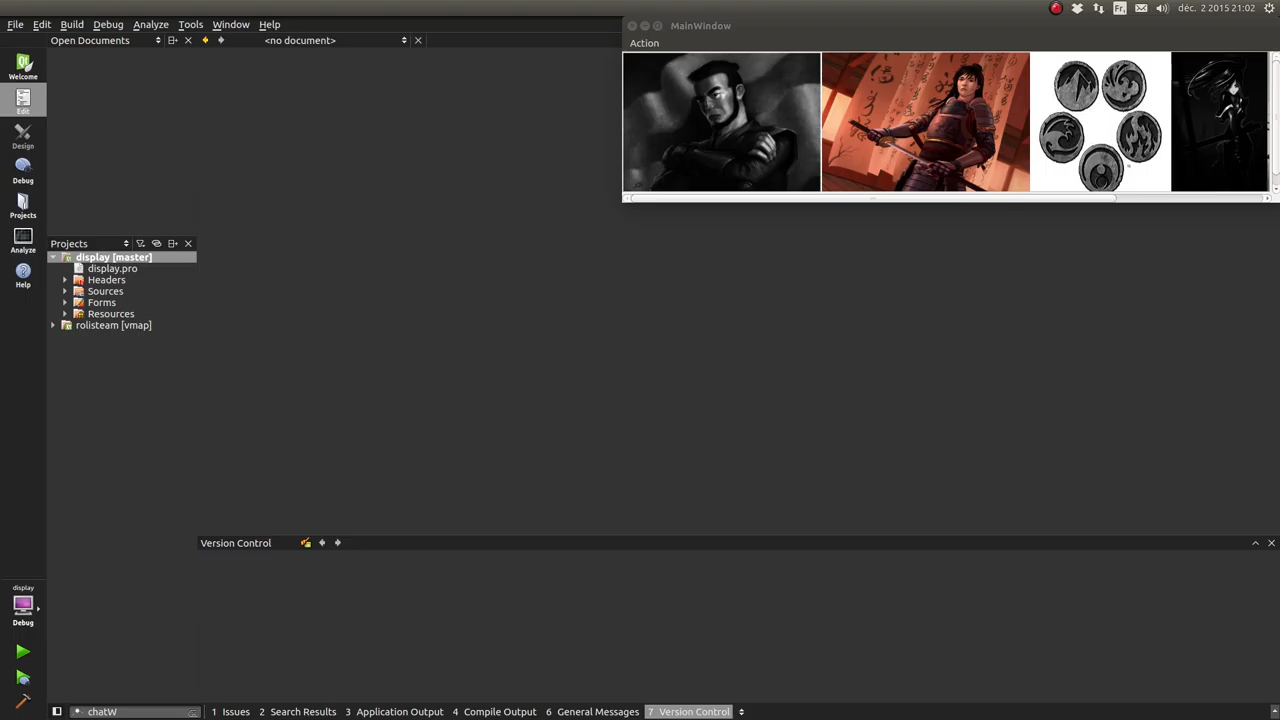 Fr,
déc. 2 2015 21:02
File Edit Build Debug Analyze Tools Window Help
MainWindow
Open Documents
<no document>
Action
Welcome
Edit
Design
Debug
Projects
Analyze
Help
Projects
display [master]
display.pro
Headers
Sources
Forms
Resources
rolisteam [vmap]
Version Control
display
Debug
chatW
1 Issues 2 Search Results 3 Application Output 4 Compile Output 6 General Messages 7 Version Control